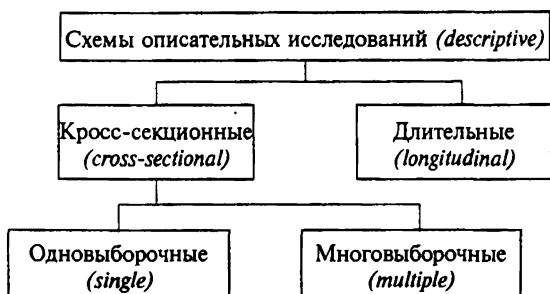 Схемы описательных исследований (descriptive)
Кросс-секционные
(cross-sectional)
Длительные
(longitudinal)
Одновыборочные
(single)
Многовыборочные
(multiple)